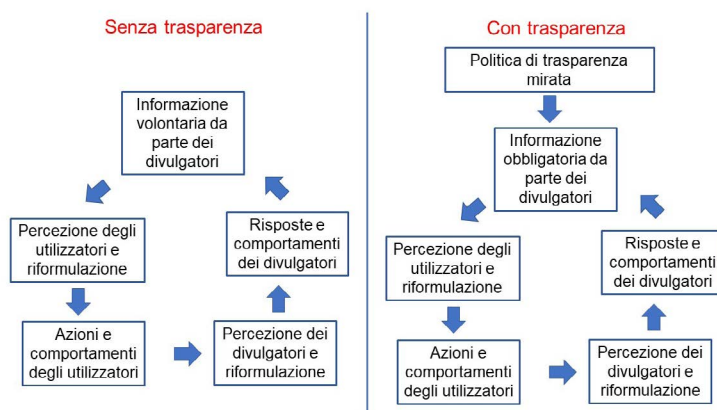 Senza trasparenza
Informazione
volontaria da
parte dei
divulgatori
Percezione degli
utilizzatori e
riformulazione
Risposte e
comportamenti
dei divulgatori
Azioni e
comportamenti
degli utilizzatori
Percezione dei
divulgatori e
riformulazione
Con trasparenza
Politica di trasparenza
mirata
Informazione
obbligatoria da
parte dei
divulgatori
Percezione degli
utilizzatori e
riformulazione
Risposte e
comportamenti
dei divulgatori
Azioni e
comportamenti
degli utilizzatori
Percezione dei
divulgatori e
riformulazione